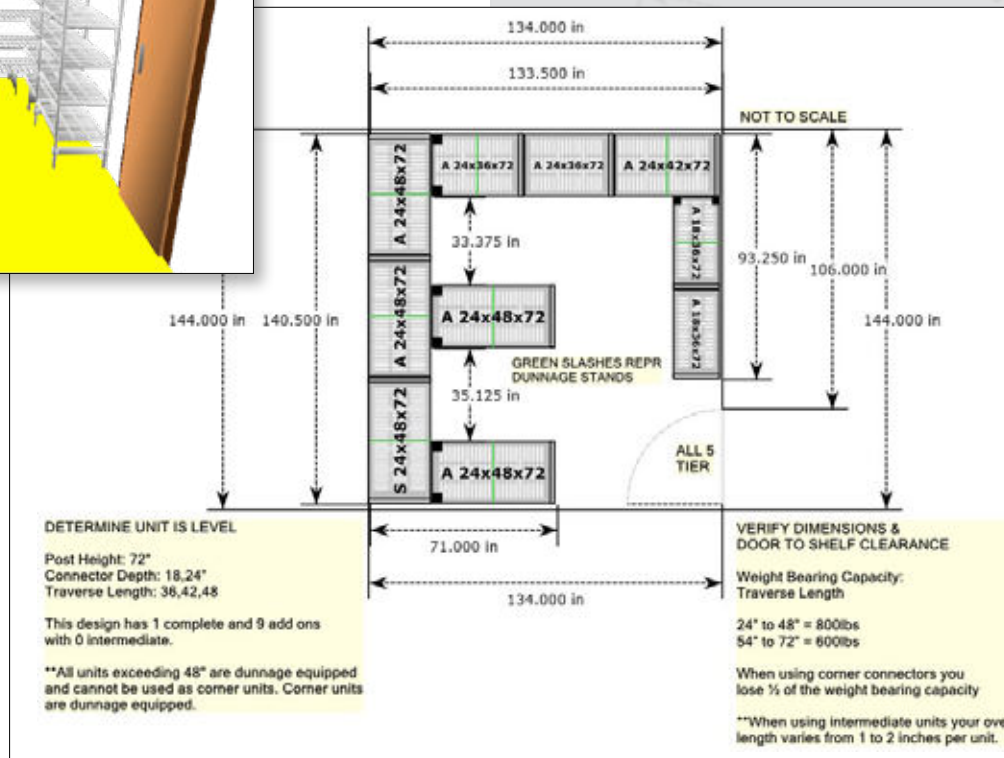 134.000 in
133.500 in
NOT TO SCALE
A 24x48x72
A 24x36x72
A 24x36x72
A 24x42x72
A 18x36x72
33.375 in
93.250 in
106.000 in
144.000 in
140.500 in
A 24x48x72
A 24x48x72
A 18x36x72
144.000 in
GREEN SLASHES REPR
DUNNAGE STANDS
35.125 in
S 24x48x72
A 24x48x72
ALL 5
TIER
71.000 in
134.000 in
DETERMINE UNIT IS LEVEL
Post Height: 72"
Connector Depth: 18,24"
Traverse Length: 36,42,48
This design has 1 complete and 9 add ons
with 0 intermediate.
**All units exceeding 48" are dunnage equipped
and cannot be used as corner units. Corner units
are dunnage equipped.
VERIFY DIMENSIONS &
DOOR TO SHELF CLEARANCE
Weight Bearing Capacity:
Traverse Length
24" to 48" = 800lbs
54" to 72" = 600lbs
When using corner connectors you
lose ½ of the weight bearing capacity
**When using intermediate units your ove
length varies from 1 to 2 inches per unit.